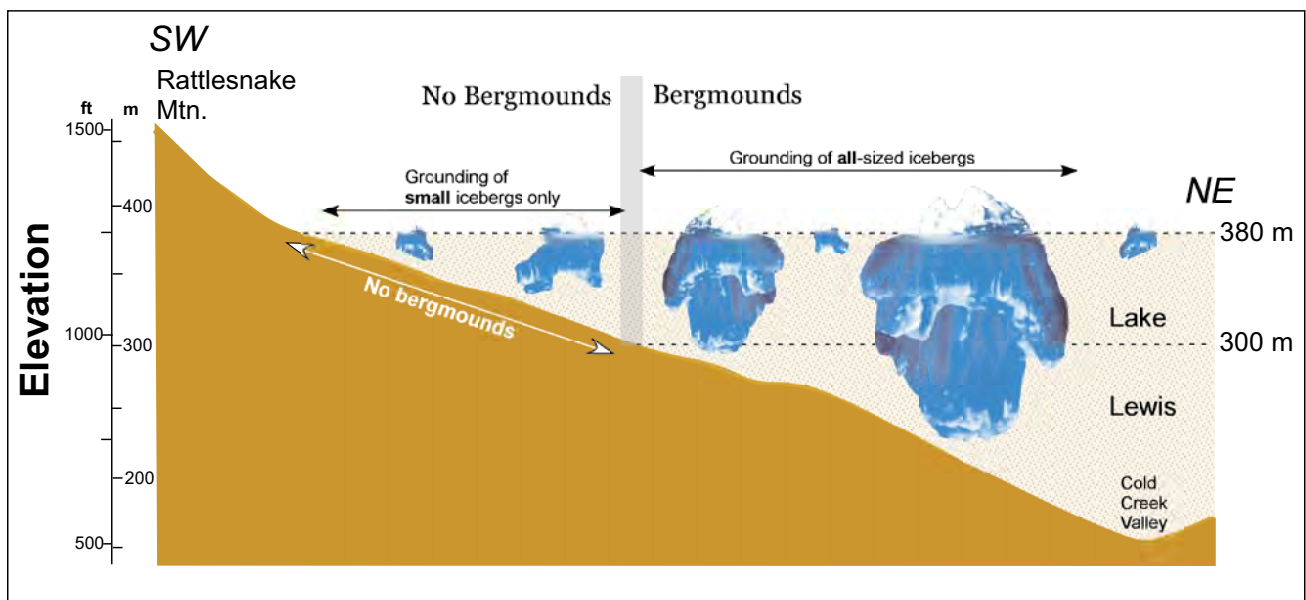 SW
Rattlesnake
Mtn.
ft
m
No Bergmounds
Bergmounds
1500
Grounding of all-sized icebergs
Grounding of
small icebergs only
NE
400
380 m
Elevation
No bergmounds
Lake
1000
300
300 m
Lewis
200
Cold
Creek
Valley
500